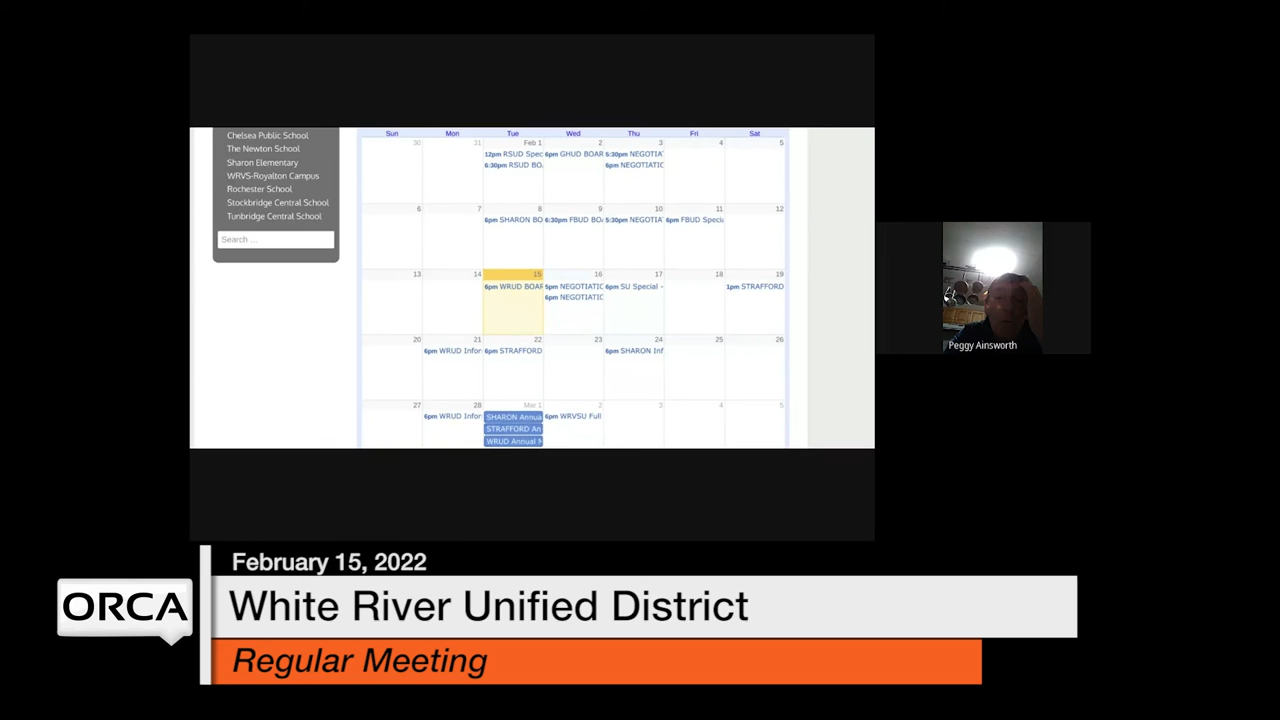 Chelsea Public School
The Newton School
Sharon Elementary
WRVS-Royalton Campus
Rochester School
Stockbridge Central School
Tunbridge Central School
Search ...
Sun Mon Tue Wed Thu Fri Sat
30 31 Feb 1 2 3 4 5
12pm RSUD Spec 6pm GHUD BOAR 5:30pm NEGOTIA
6:30pm RSUD BO 6pm NEGOTIATIC
6 7 8 9 10 11 12
6pm SHARON BO 6:30pm FBUD BO 5:30pm NEGOTIA 6pm FBUD Speci
13 14 15 16 17 18 19
6pm WRUD BOAR 5pm NEGOTIATIC 6pm SU Special - 1pm STRAFFORD
6pm NEGOTIATIC
20 21 22 23 24 25 26
6pm WRUD Infor 6pm STRAFFORD 6pm SHARON Inf
27 28 Mar 1 2 3 4 5
6pm WRUD Infor SHARON Annua 6pm WRVSU Full
STRAFFORD An
WRUD Annual M
Peggy Ainsworth
February 15, 2022
ORCA
White River Unified District
Regular Meeting